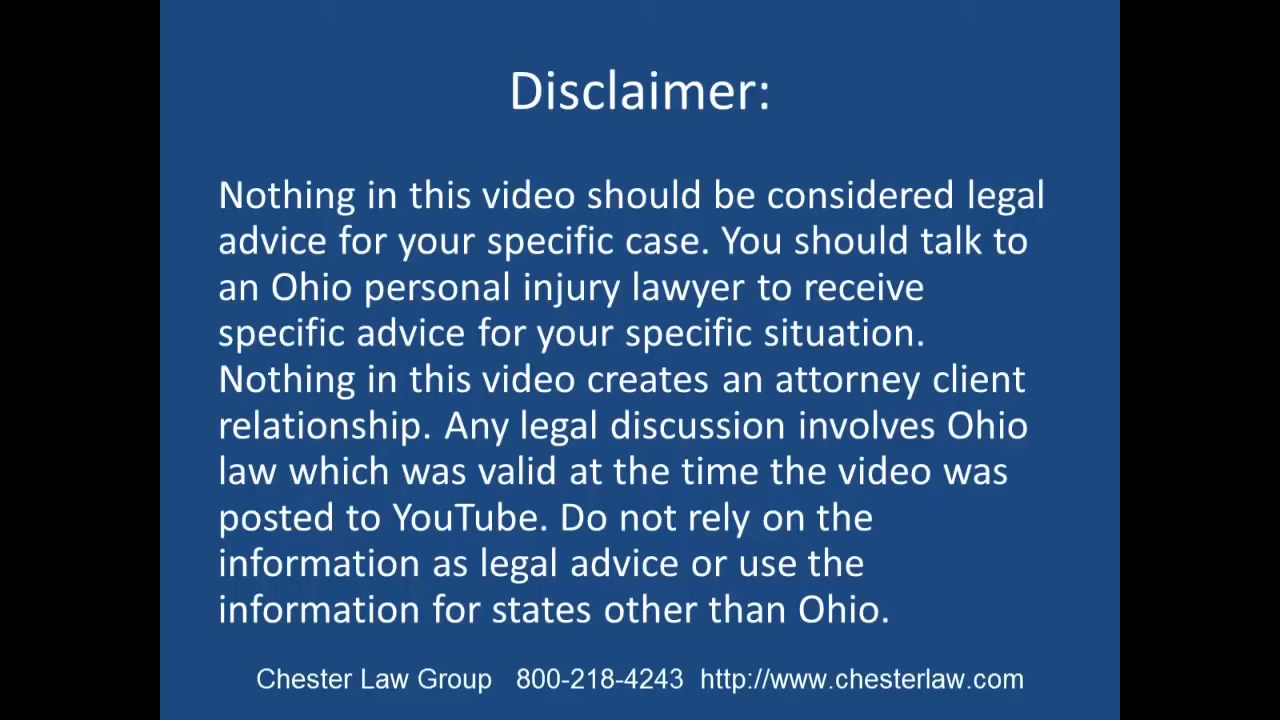 Disclaimer:
Nothing in this video should be considered legal
advice for your specific case. You should talk to
an Ohio personal injury lawyer to receive
specific advice for your specific situation.
Nothing in this video creates an attorney client
relationship. Any legal discussion involves Ohio
law which was valid at the time the video was
posted to YouTube. Do not rely on the
information as legal advice or use the
information for states other than Ohio.
Chester Law Group 800-218-4243 http://www.chesterlaw.com